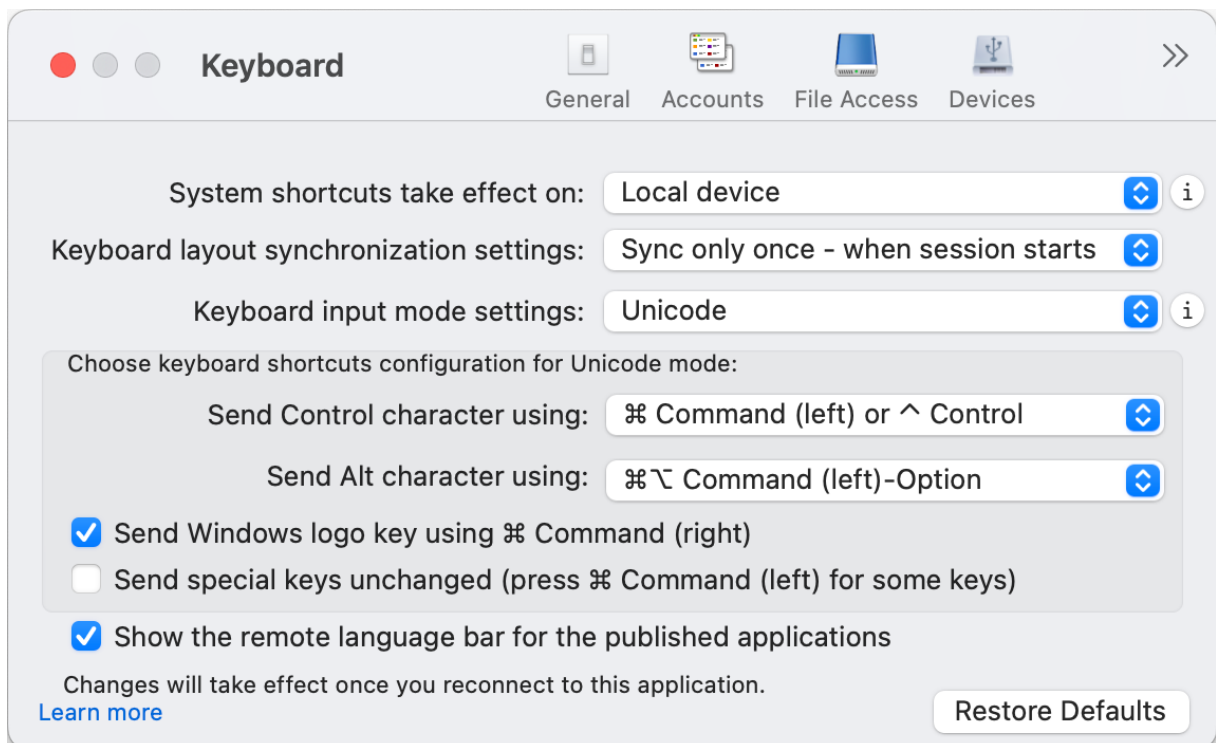 Keyboard
General Accounts File Access Devices
System shortcuts take effect on: Local device i
Keyboard layout synchronization settings: Sync only once - when session starts
Keyboard input mode settings: Unicode i
Choose keyboard shortcuts configuration for Unicode mode:
Send Control character using: ⌘ Command (left) or ^ Control
Send Alt character using: ⌘⌥ Command (left)-Option
Send Windows logo key using ⌘ Command (right)
Send special keys unchanged (press ⌘ Command (left) for some keys)
Show the remote language bar for the published applications
Changes will take effect once you reconnect to this application.
Learn more
Restore Defaults